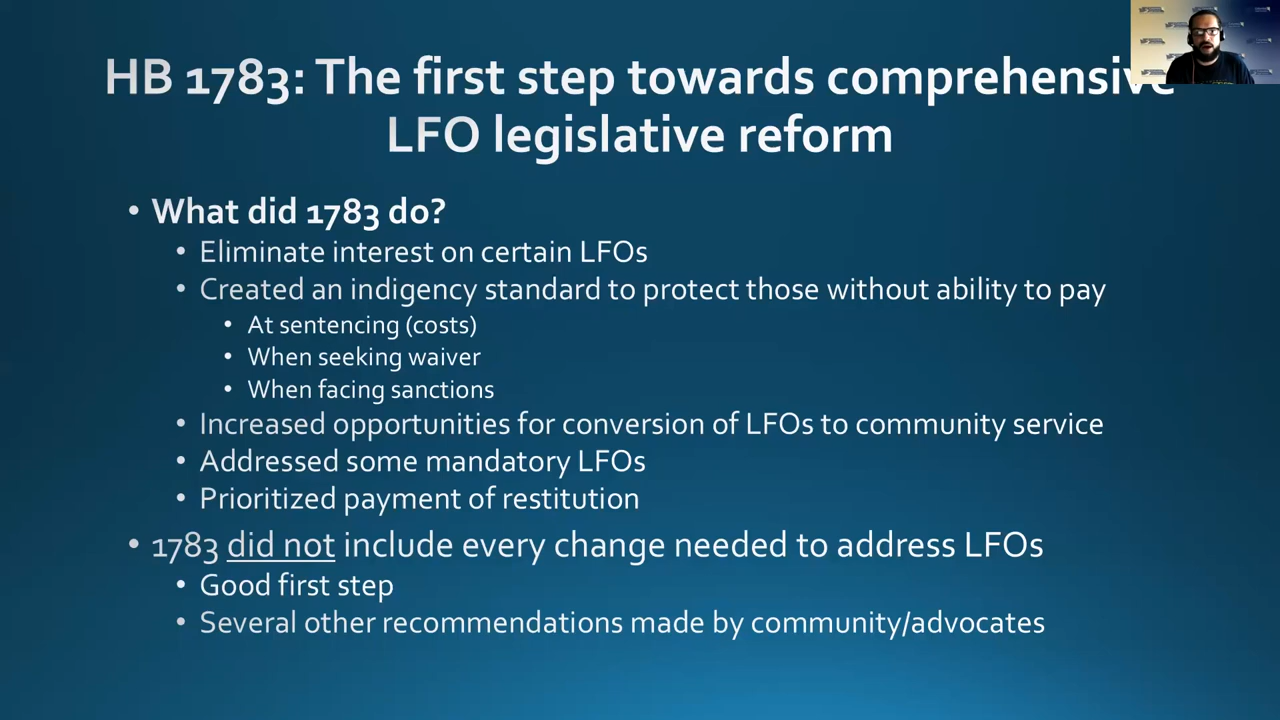 HB 1783: The first step towards comprehensive
LFO legislative reform
• What did 1783 do?
• Eliminate interest on certain LFOs
• Created an indigency standard to protect those without ability to pay
• At sentencing (costs)
• When seeking waiver
• When facing sanctions
• Increased opportunities for conversion of LFOs to community service
• Addressed some mandatory LFOs
• Prioritized payment of restitution
• 1783 did not include every change needed to address LFOs
• Good first step
• Several other recommendations made by community/advocates